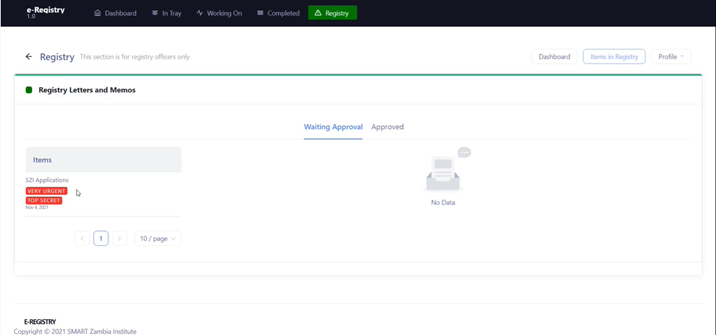 e-Registry
1.0
Dashboard
In Tray
Working On
Completed
Registry
Registry
This section is for registry officers only
Dashboard
Items in Registry
Profile
Registry Letters and Memos
Waiting Approval
Approved
Items
SZI Applications
VERY URGENT
TOP SECRET
Nov 4, 2021
No Data
1
10 / page
E-REGISTRY
Copyright © 2021 SMART Zambia Institute